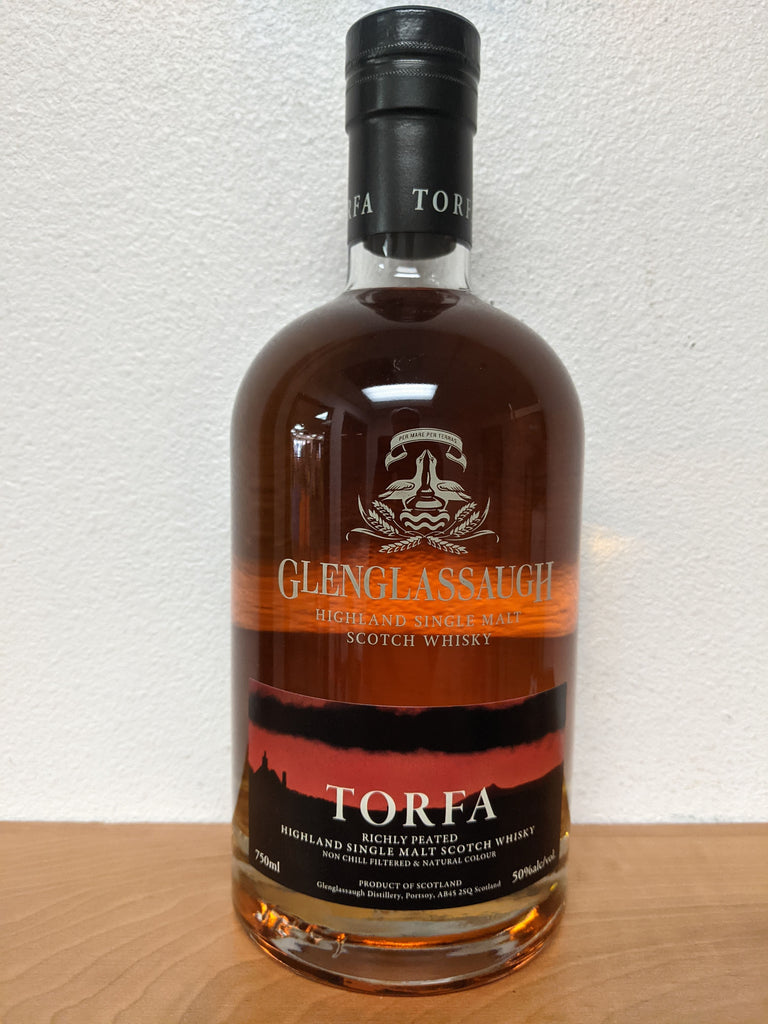 RFA TORF
PER MARE PER TERRAS
GLENGLASSAUGH
HIGHLAND SINGLE MALT
SCOTCH WHISKY
TORFA
RICHLY PEATED
HIGHLAND SINGLE MALT SCOTCH WHISKY
NON CHILL FILTERED & NATURAL COLOUR
750ml
50%alc/vol.
PRODUCT OF SCOTLAND
Glenglassaugh Distillery, Portsoy, AB45 2SQ Scotland